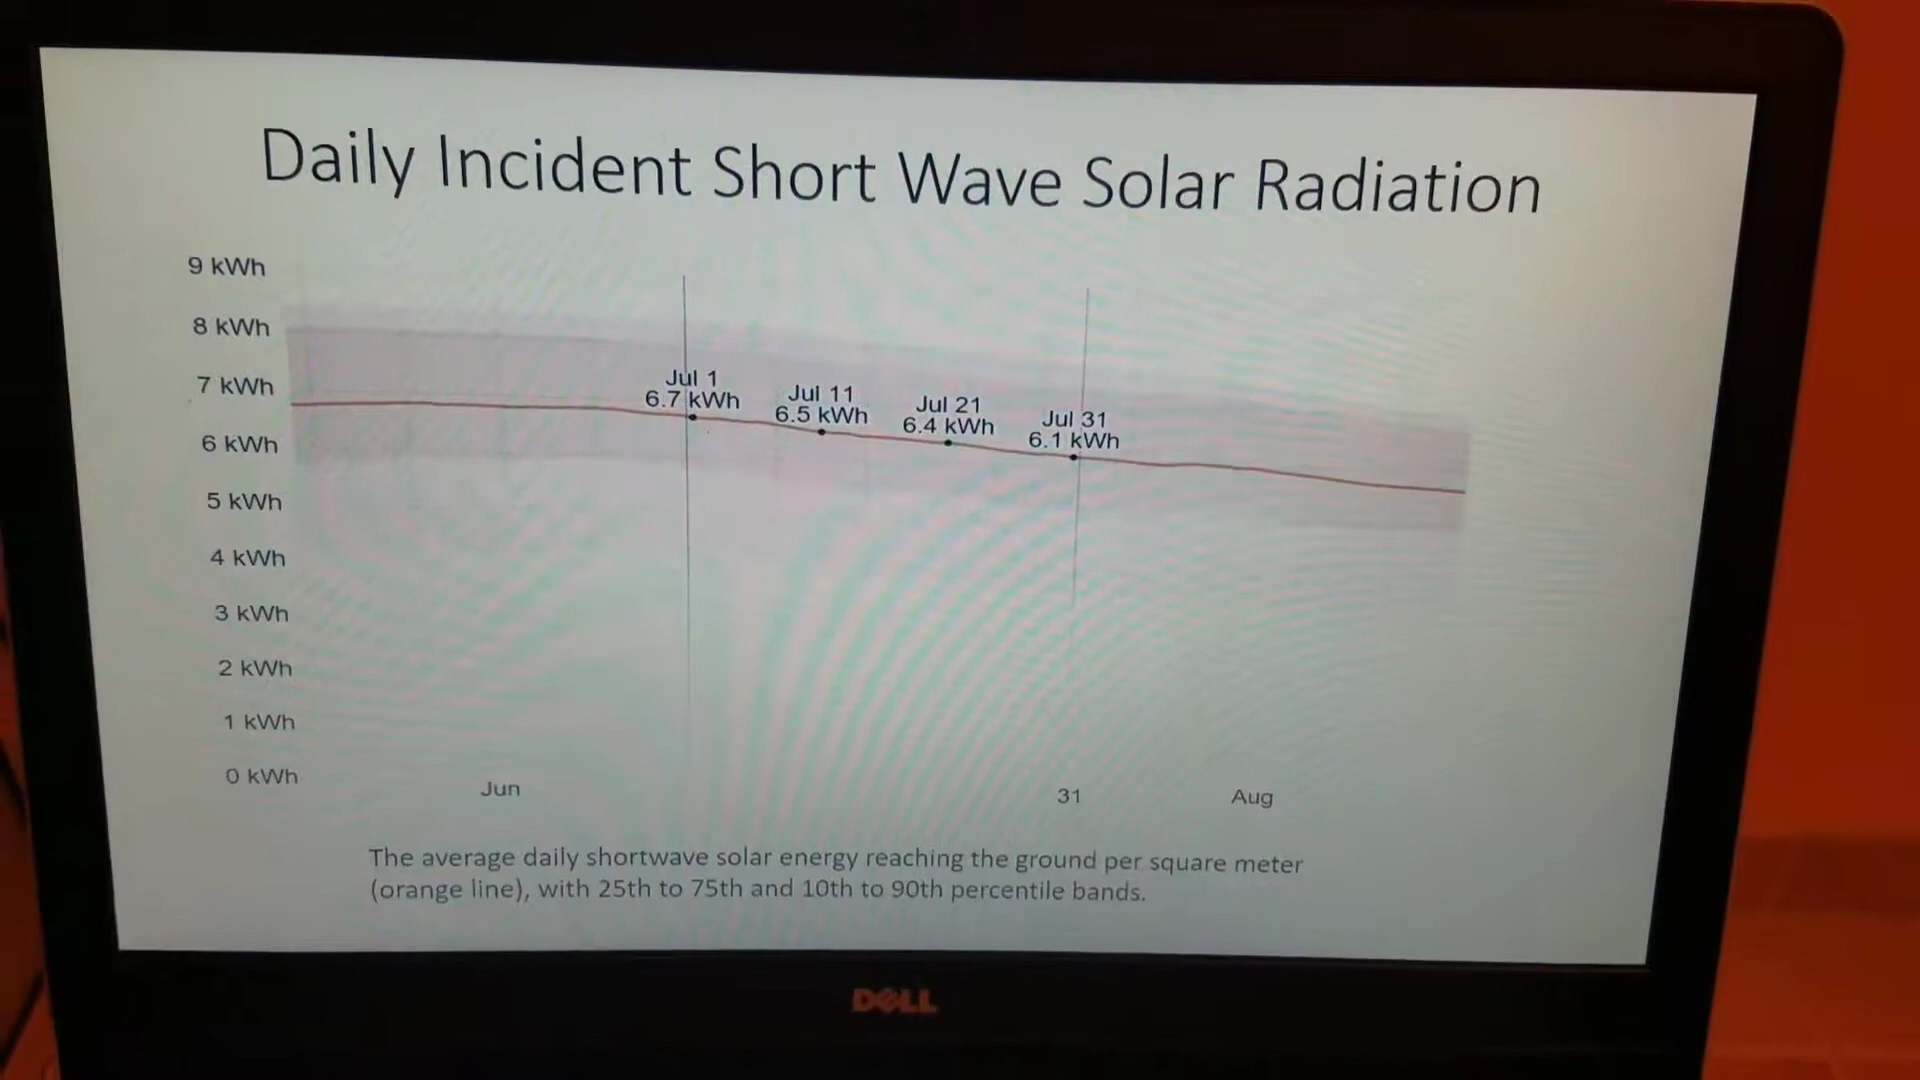 Daily Incident Short Wave Solar Radiation
9 kWh
8 kWh
7 kWh
6 kWh
5 kWh
4 kWh
3 kWh
2 kWh
1 kWh
0 kWh
Jul 1
6.7 kWh
Jul 11
6.5 kWh
Jul 21
6.4 kWh
Jul 31
6.1 kWh
Jun
31
Aug
The average daily shortwave solar energy reaching the ground per square meter
(orange line), with 25th to 75th and 10th to 90th percentile bands.
DELL